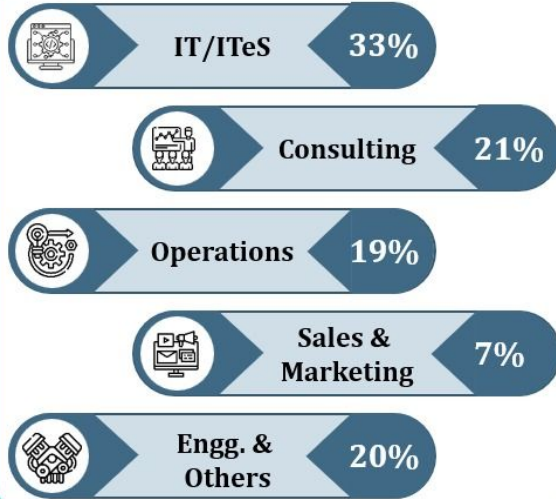 IT/ITeS 33%
Consulting 21%
Operations 19%
Sales &
Marketing 7%
Engg. &
Others 20%